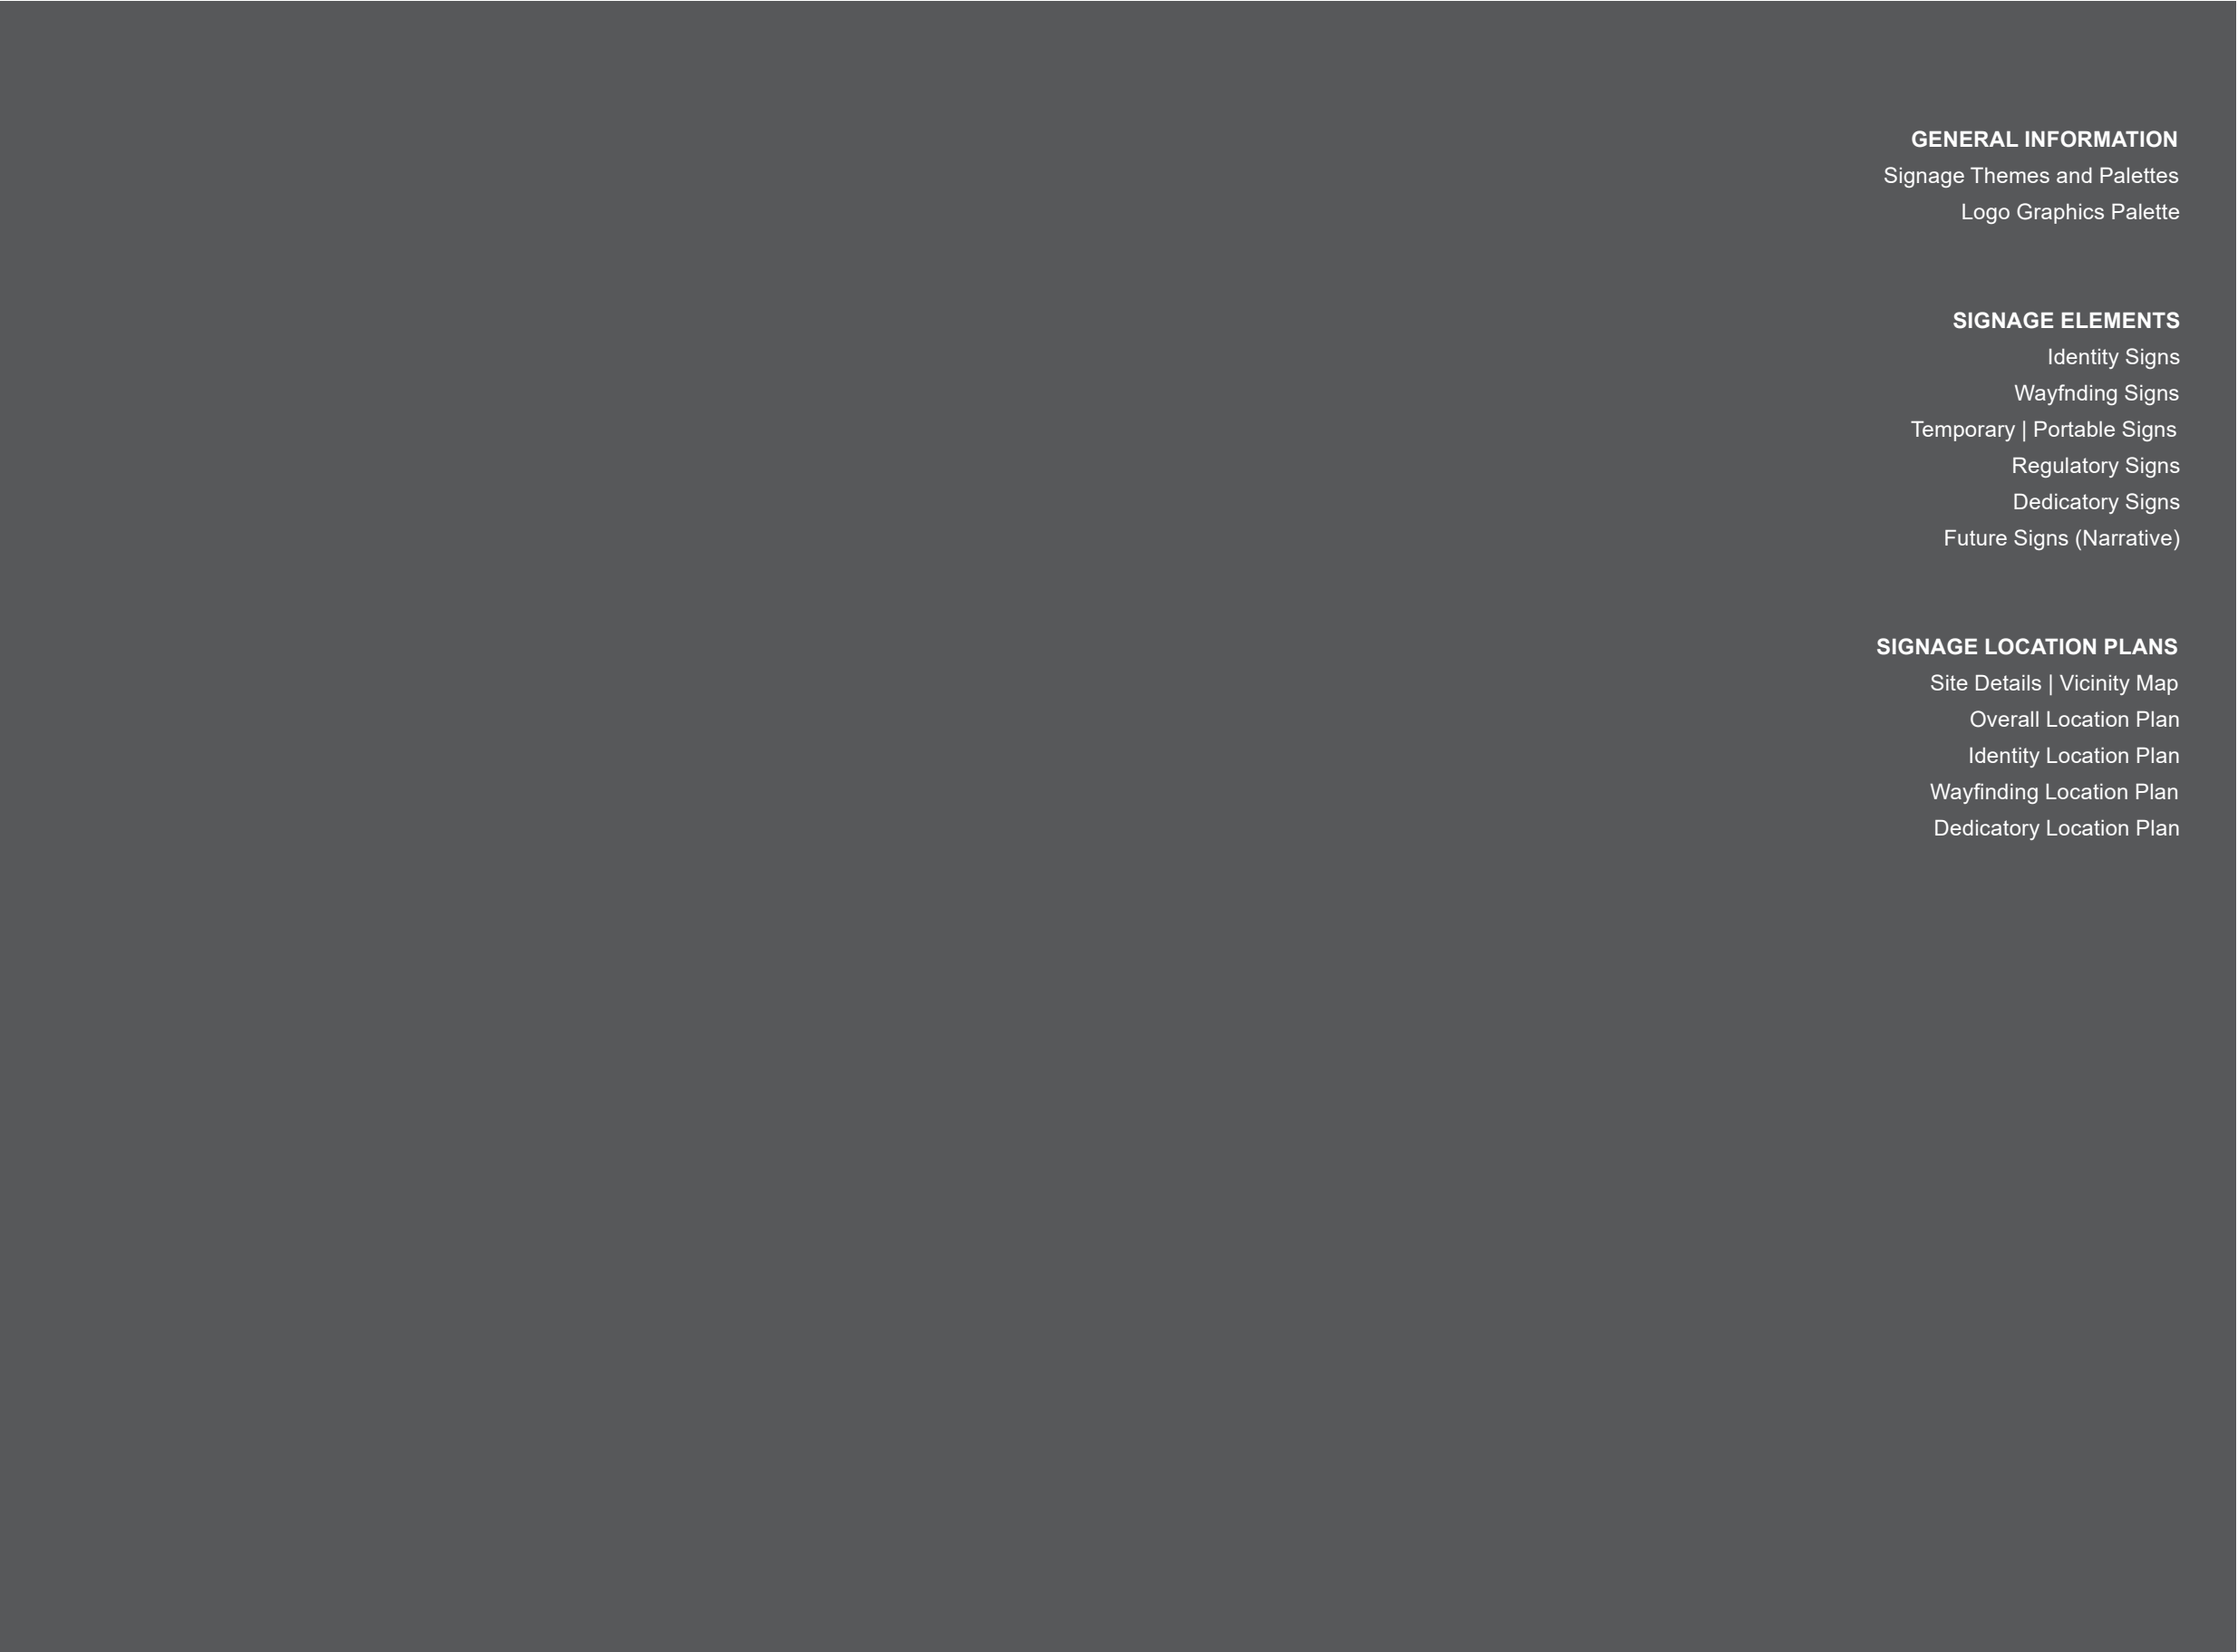 GENERAL INFORMATION
Signage Themes and Palettes
Logo Graphics Palette
SIGNAGE ELEMENTS
Identity Signs
Wayfnding Signs
Temporary | Portable Signs
Regulatory Signs
Dedicatory Signs
Future Signs (Narrative)
SIGNAGE LOCATION PLANS
Site Details | Vicinity Map
Overall Location Plan
Identity Location Plan
Wayfinding Location Plan
Dedicatory Location Plan